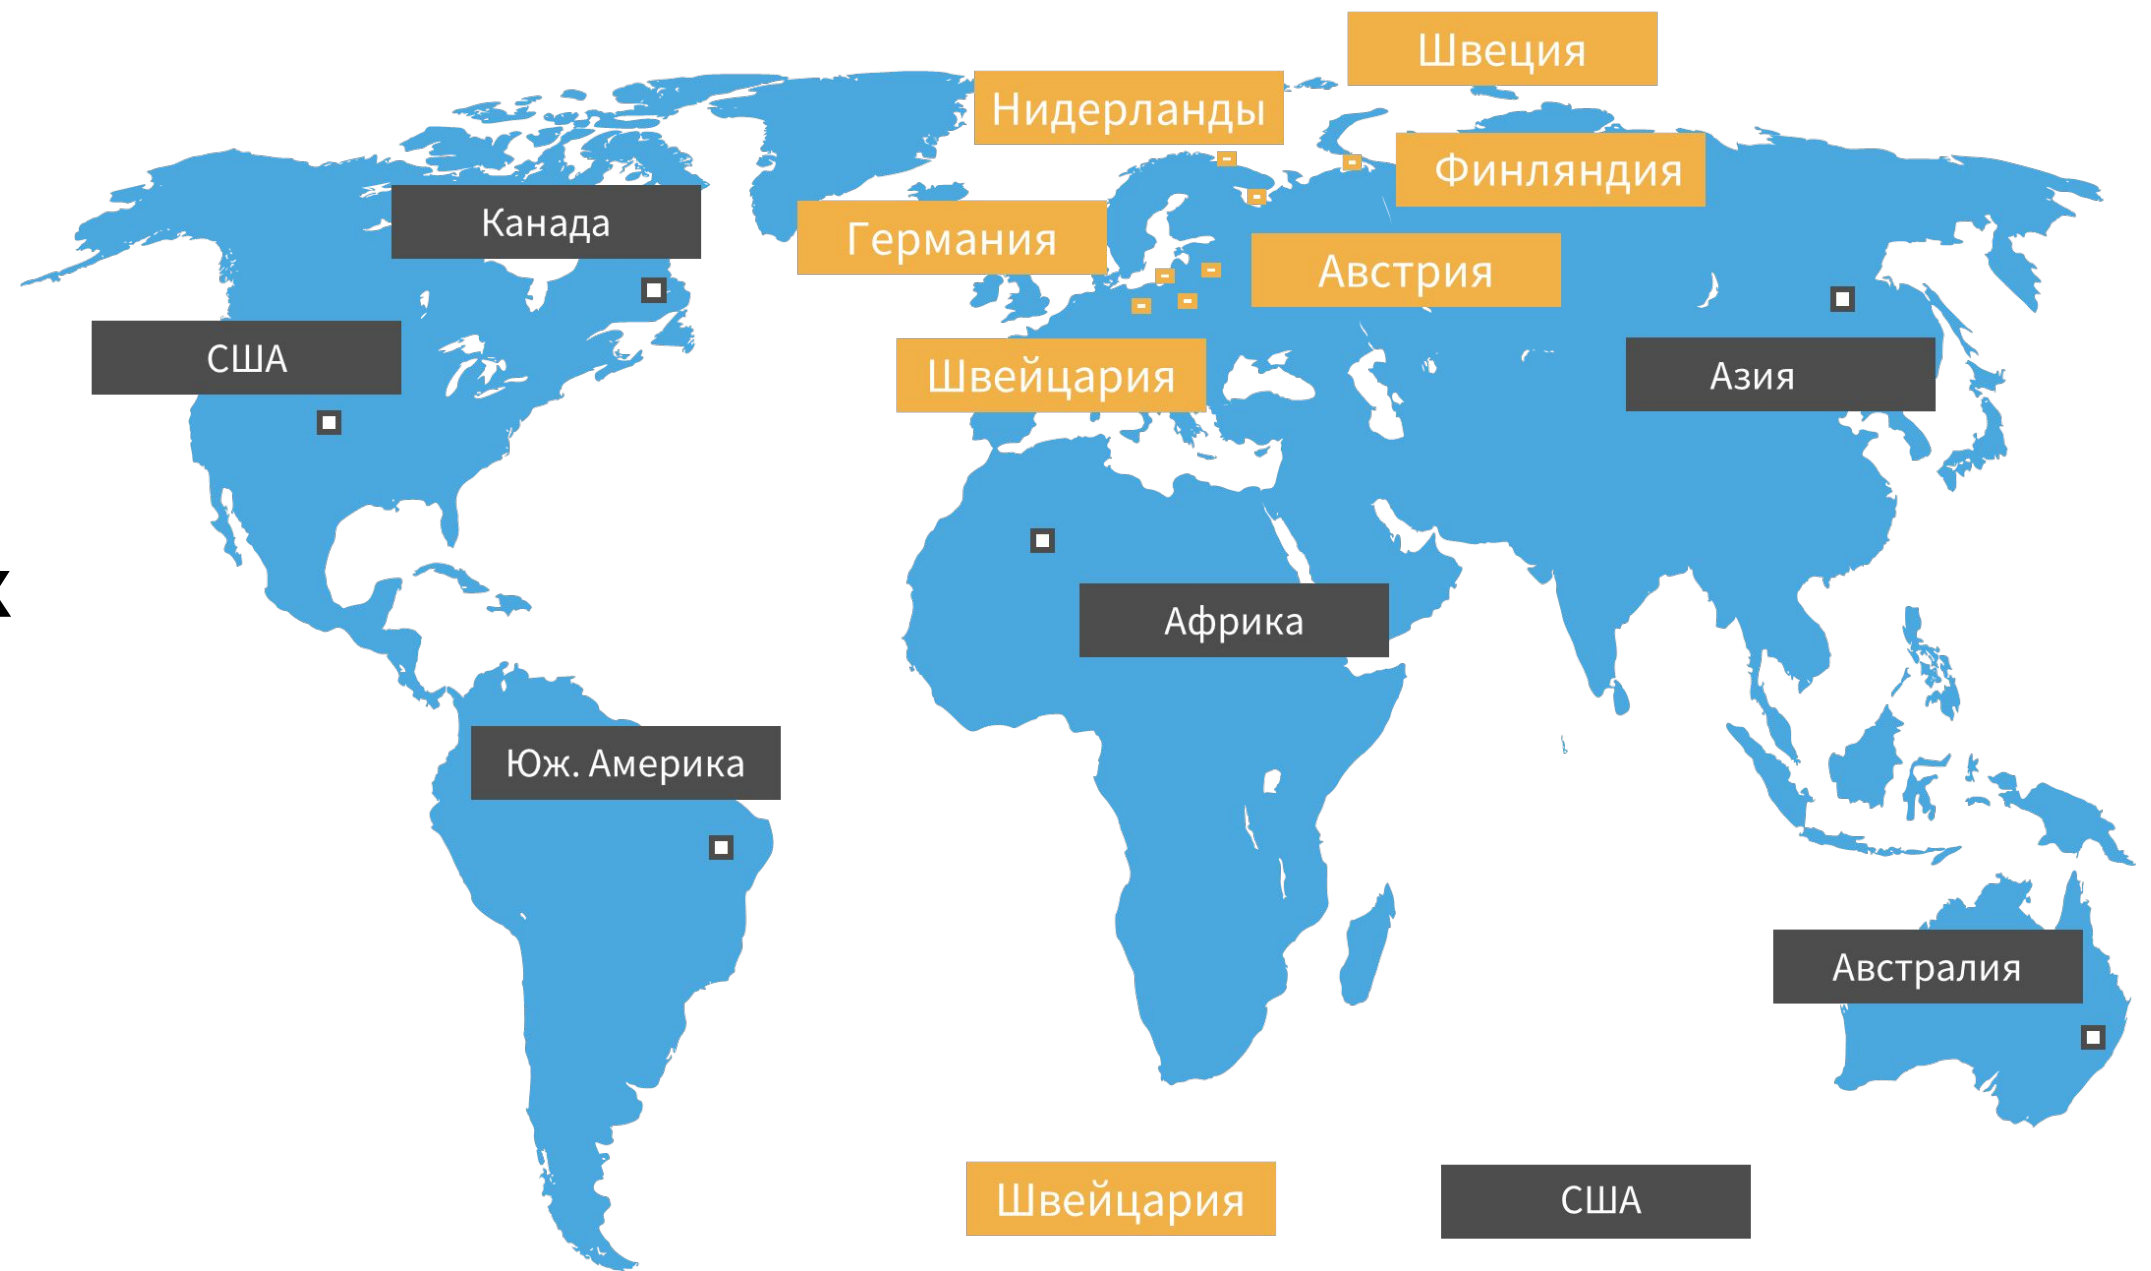 Швеция
Нидерланды
Финляндия
Канада
Германия
Австрия
США
Швейцария
Азия
Африка
Юж. Америка
Австралия
Швейцария
США